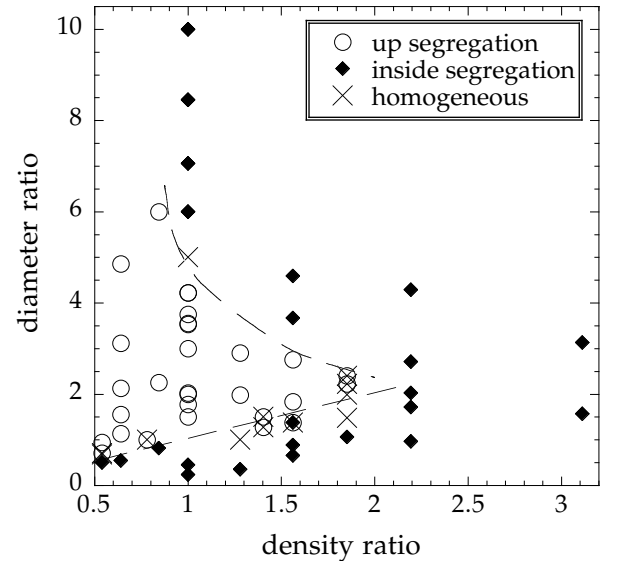 10
8
6
4
2
0
diameter ratio
up segregation
inside segregation
homogeneous
0.5 1 1.5 2 2.5 3
density ratio